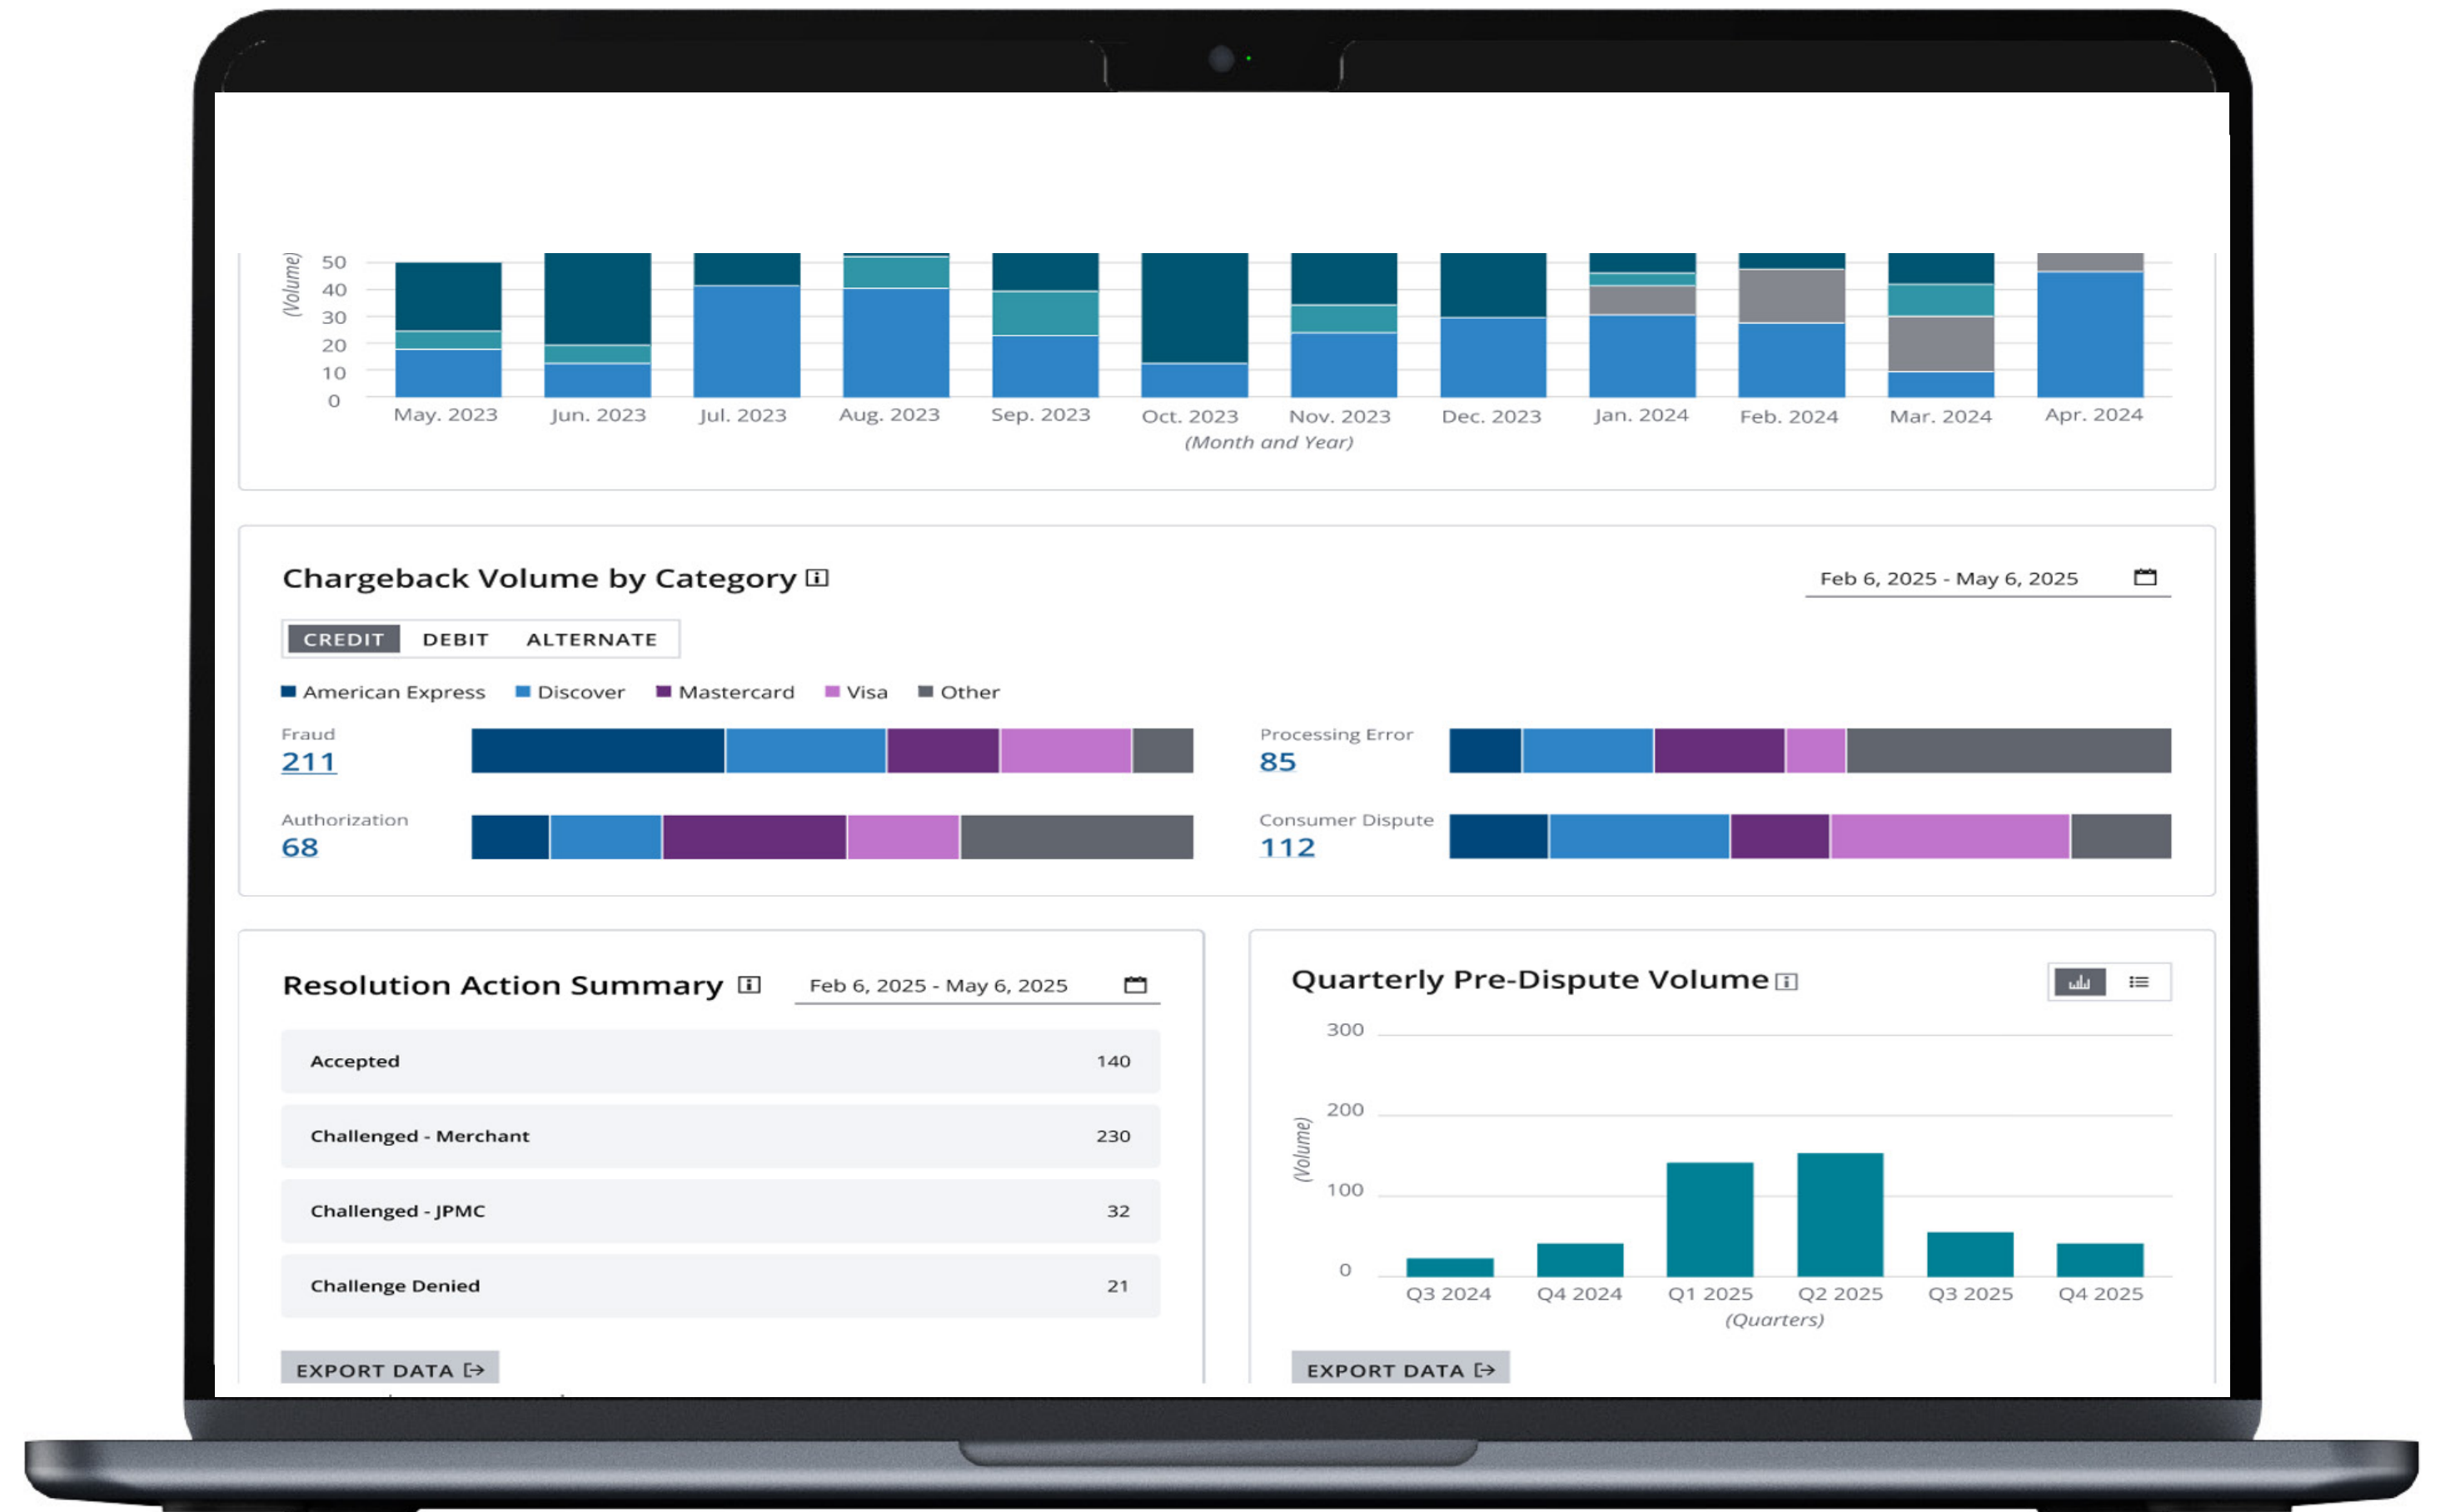 (Volume)
50
40
30
20
10
0
May. 2023 Jun. 2023 Jul. 2023 Aug. 2023 Sep. 2023 Oct. 2023 Nov. 2023 Dec. 2023 Jan. 2024 Feb. 2024 Mar. 2024 Apr. 2024
(Month and Year)
Chargeback Volume by Category
Feb 6, 2025 - May 6, 2025
CREDIT DEBIT ALTERNATE
American Express Discover Mastercard Visa Other
Fraud
211
Processing Error
85
Authorization
68
Consumer Dispute
112
Resolution Action Summary
Feb 6, 2025 - May 6, 2025
Accepted 140
Challenged - Merchant 230
Challenged - JPMC 32
Challenge Denied 21
EXPORT DATA
Quarterly Pre-Dispute Volume
(Volume)
300
200
100
0
Q3 2024 Q4 2024 Q1 2025 Q2 2025 Q3 2025 Q4 2025
(Quarters)
EXPORT DATA